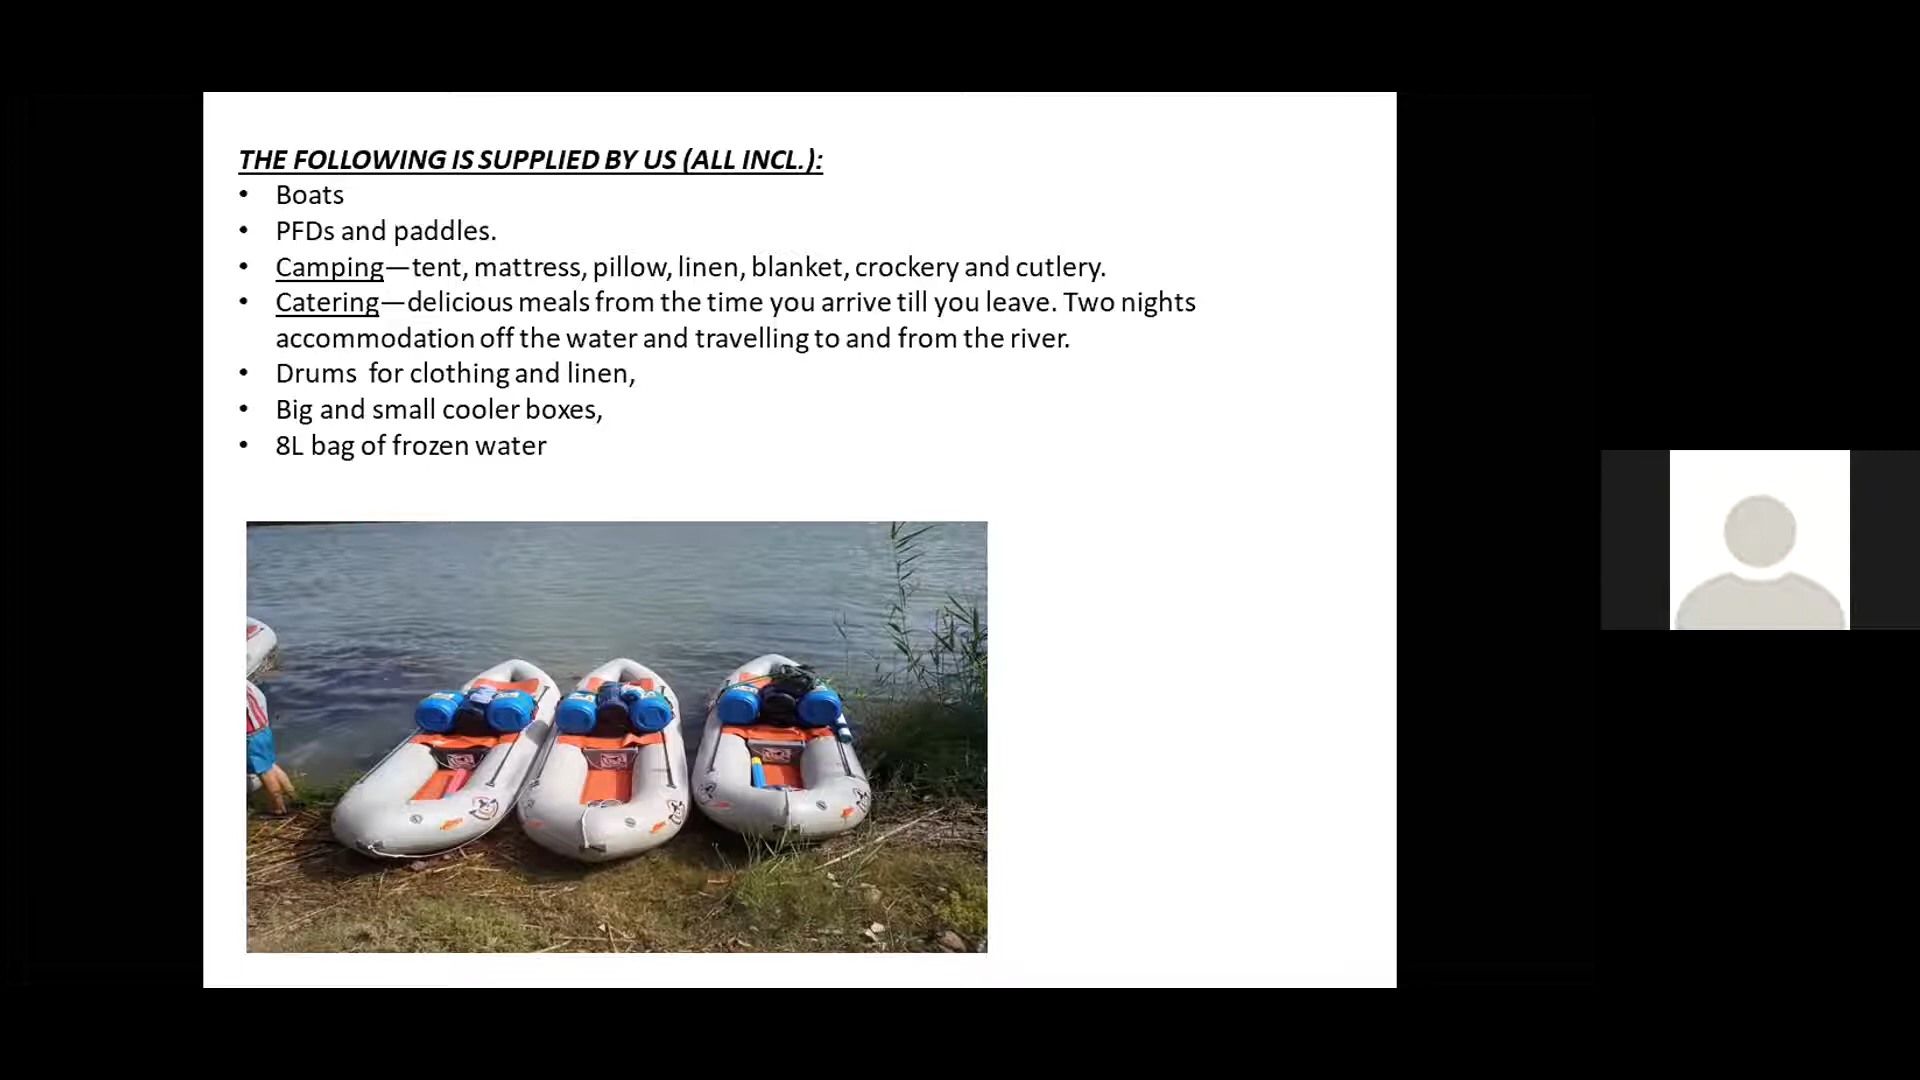 THE FOLLOWING IS SUPPLIED BY US (ALL INCL.):
• Boats
• PFDs and paddles.
• Camping—tent, mattress, pillow, linen, blanket, crockery and cutlery.
• Catering—delicious meals from the time you arrive till you leave. Two nights
accommodation off the water and travelling to and from the river.
• Drums  for clothing and linen,
• Big and small cooler boxes,
• 8L bag of frozen water